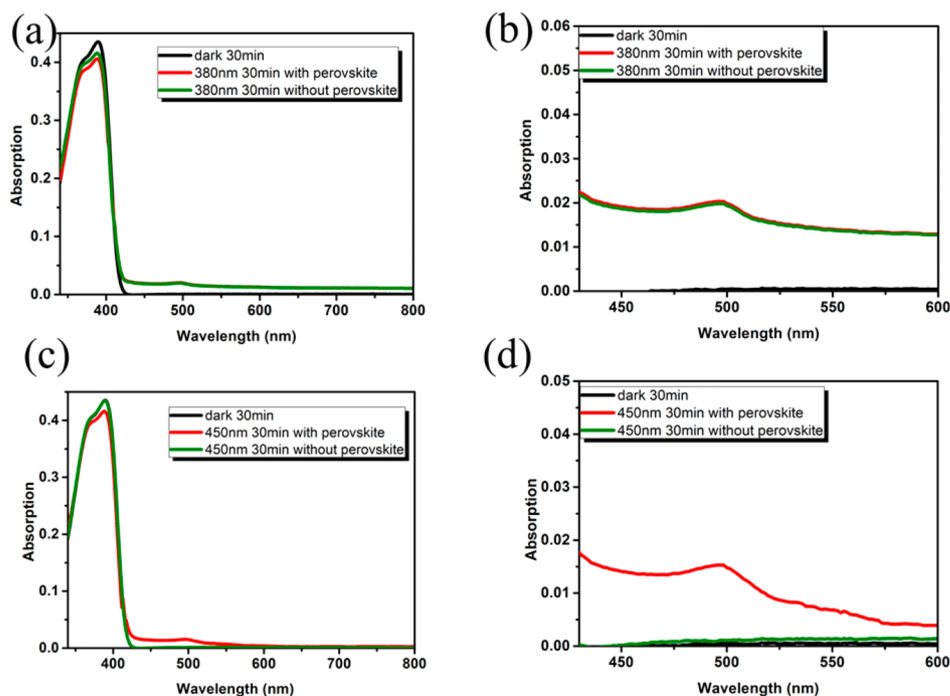 (a)
dark 30min
380nm 30min with perovskite
380nm 30min without perovskite
Absorption
0.4
0.3
0.2
0.1
0.0
400 500 600 700 800
Wavelength (nm)
(b)
dark 30min
380nm 30min with perovskite
380nm 30min without perovskite
Absorption
0.06
0.05
0.04
0.03
0.02
0.01
0.00
450 500 550 600
Wavelength (nm)
(c)
dark 30min
450nm 30min with perovskite
450nm 30min without perovskite
Absorption
0.4
0.3
0.2
0.1
0.0
400 500 600 700 800
Wavelength (nm)
(d)
dark 30min
450nm 30min with perovskite
450nm 30min without perovskite
Absorption
0.05
0.04
0.03
0.02
0.01
0.00
450 500 550 600
Wavelength (nm)